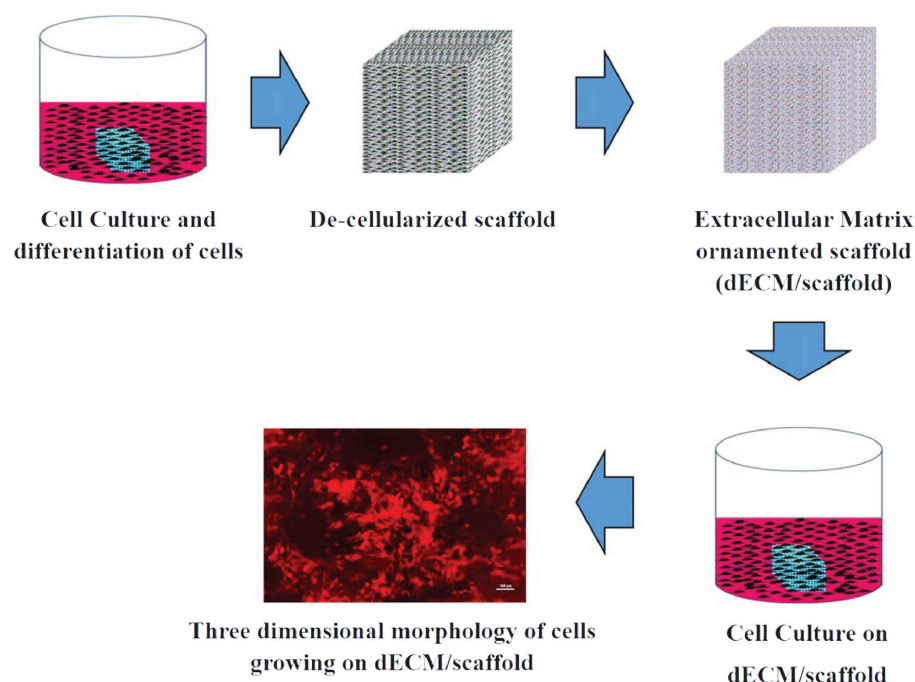 Cell Culture and
differentiation of cells
De-cellularized scaffold
Extracellular Matrix
ornamented scaffold
(dECM/scaffold)
Cell Culture on
dECM/scaffold
Three dimensional morphology of cells
growing on dECM/scaffold